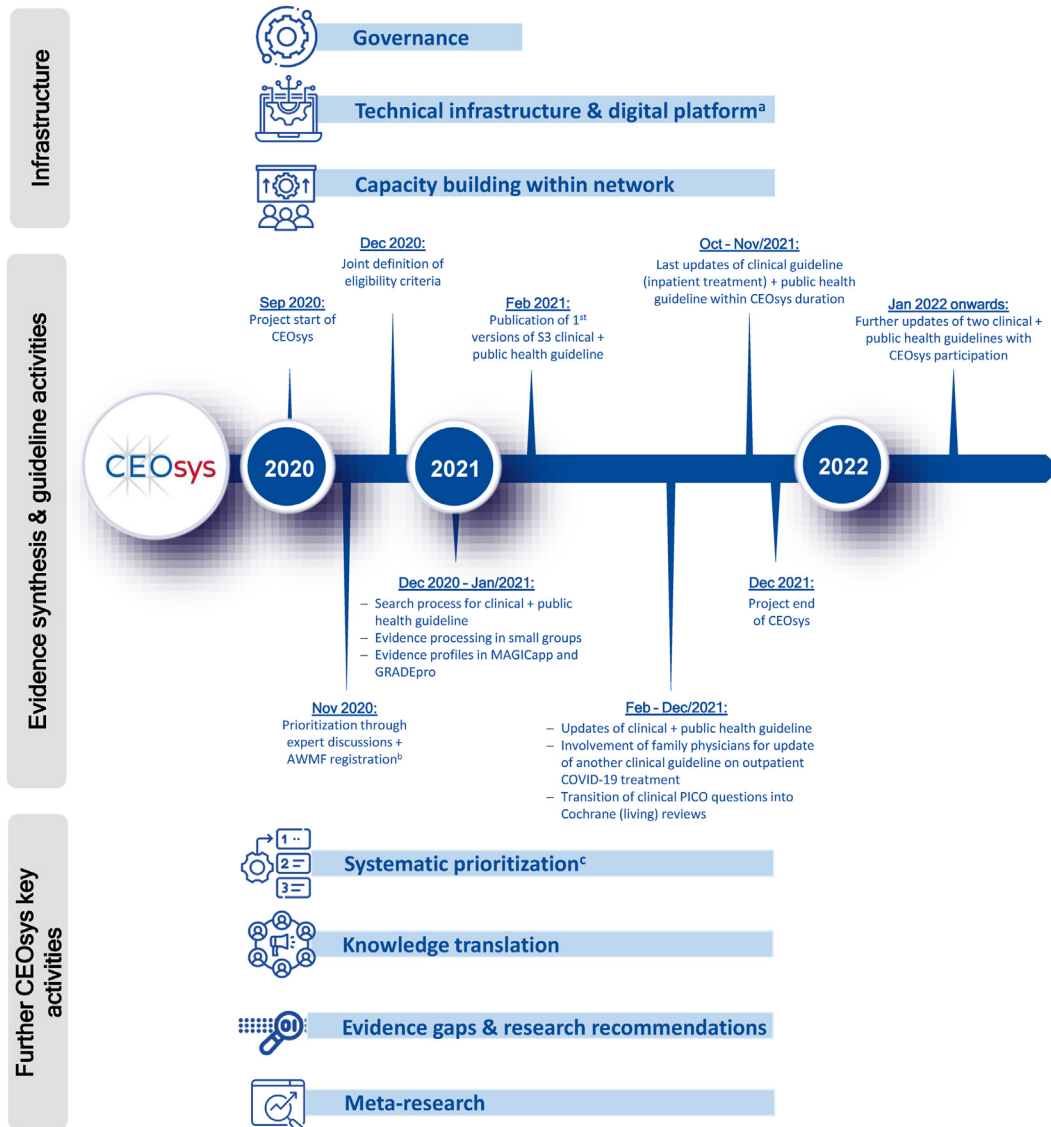 Infrastructure
Governance
Technical infrastructure & digital platformᵃ
Capacity building within network
Evidence synthesis & guideline activities
Dec 2020:
Joint definition of
eligibility criteria
Oct - Nov/2021:
Last updates of clinical guideline
(inpatient treatment) + public health
guideline within CEOsys duration
Sep 2020:
Project start of
CEOsys
Feb 2021:
Publication of 1ˢᵗ
versions of S3 clinical +
public health guideline
Jan 2022 onwards:
Further updates of two clinical +
public health guidelines with
CEOsys participation
CEOsys
2020
2021
2022
Dec 2020 - Jan/2021:
– Search process for clinical + public
health guideline
– Evidence processing in small groups
– Evidence profiles in MAGICapp and
GRADEpro
Dec 2021:
Project end
of CEOsys
Nov 2020:
Prioritization through
expert discussions +
AWMF registrationᵇ
Feb - Dec/2021:
– Updates of clinical + public health guideline
– Involvement of family physicians for update
of another clinical guideline on outpatient
COVID-19 treatment
– Transition of clinical PICO questions into
Cochrane (living) reviews
Further CEOsys key
activities
1
2
3
Systematic prioritizationᶜ
Knowledge translation
01
Evidence gaps & research recommendations
Meta-research